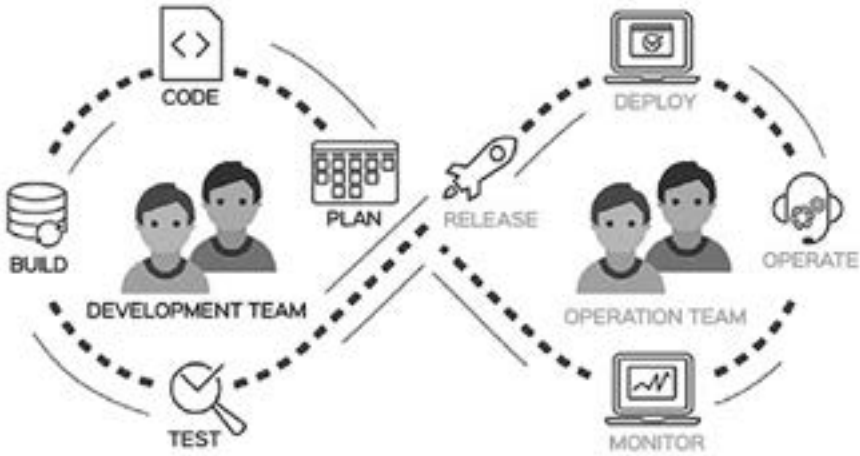 CODE
DEPLOY
PLAN
RELEASE
BUILD
OPERATE
DEVELOPMENT TEAM
OPERATION TEAM
TEST
MONITOR